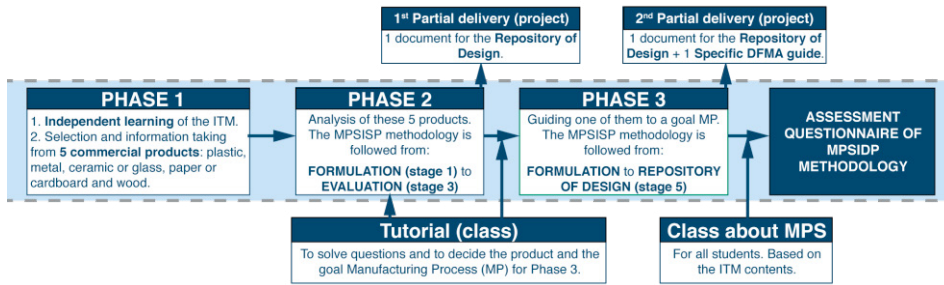 1st Partial delivery (project)
1 document for the Repository of
Design.
2nd Partial delivery (project)
1 document for the Repository of
Design + 1 Specific DFMA guide.
PHASE 1
1. Independent learning of the ITM.
2. Selection and information taking
from 5 commercial products: plastic,
metal, ceramic or glass, paper or
cardboard and wood.
PHASE 2
Analysis of these 5 products.
The MPSISP methodology is
followed from:
FORMULATION (stage 1) to
EVALUATION (stage 3)
PHASE 3
Guiding one of them to a goal MP.
The MPSISP methodology is
followed from:
FORMULATION to REPOSITORY
OF DESIGN (stage 5)
ASSESSMENT
QUESTIONNAIRE OF
MPSIDP
METHODOLOGY
Tutorial (class)
To solve questions and to decide the product and the
goal Manufacturing Process (MP) for Phase 3.
Class about MPS
For all students. Based on
the ITM contents.